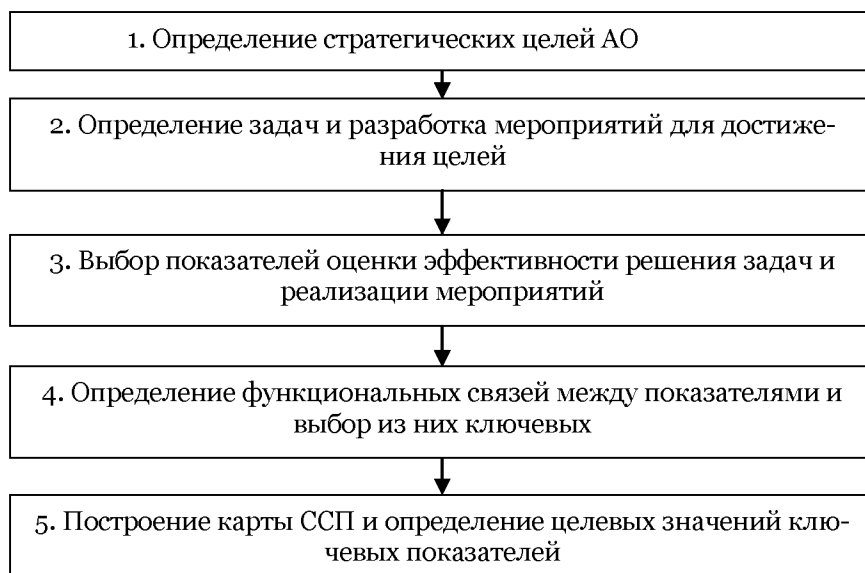 1. Определение стратегических целей АО
2. Определение задач и разработка мероприятий для достиже-
ния целей
3. Выбор показателей оценки эффективности решения задач и
реализации мероприятий
4. Определение функциональных связей между показателями и
выбор из них ключевых
5. Построение карты ССП и определение целевых значений клю-
чевых показателей